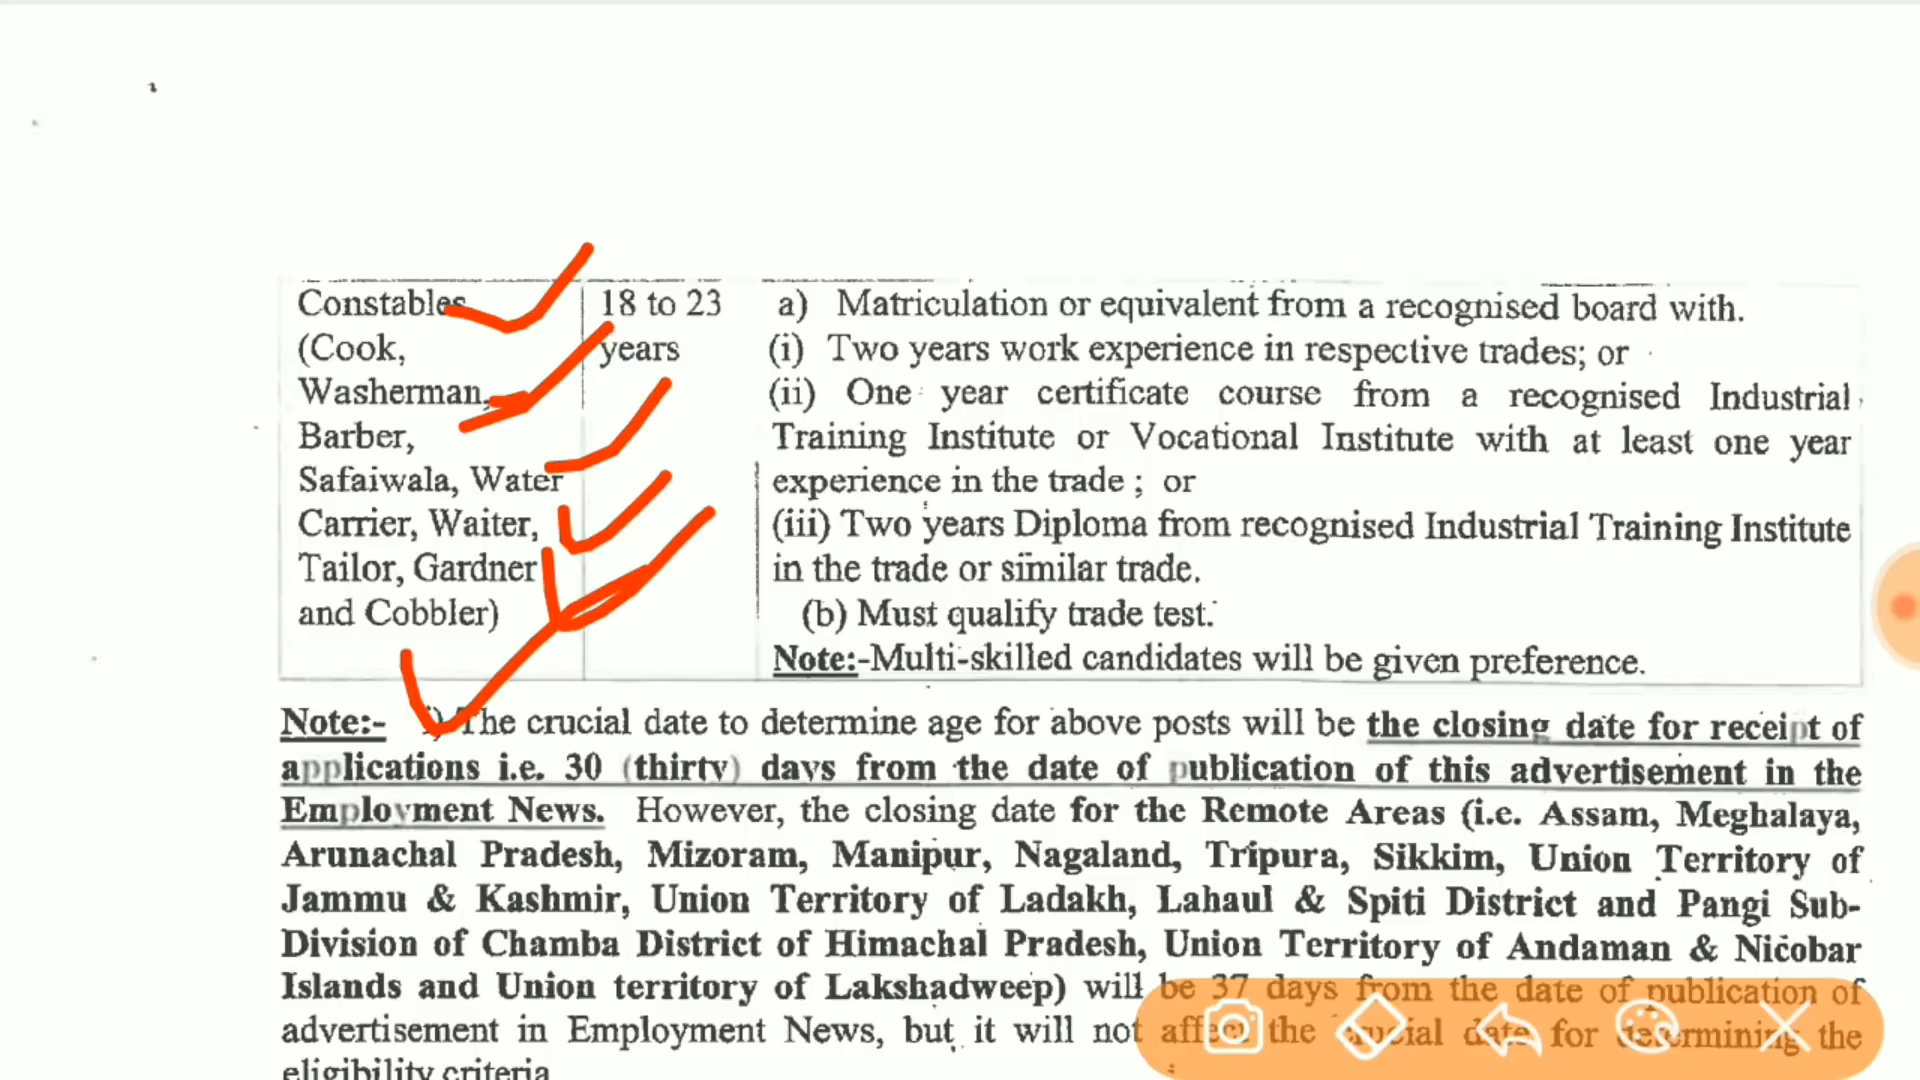 Constables 18 to 23 a) Matriculation or equivalent from a recognised board with.
(Cook, years (i) Two years work experience in respective trades; or
Washerman, (ii) One year certificate course from a recognised Industrial
Barber, Training Institute or Vocational Institute with at least one year
Safaiwala, Water experience in the trade ; or
Carrier, Waiter, (iii) Two years Diploma from recognised Industrial Training Institute
Tailor, Gardner in the trade or similar trade.
and Cobbler) (b) Must qualify trade test.
Note:-Multi-skilled candidates will be given preference.
Note:- i) The crucial date to determine age for above posts will be the closing date for receipt of
applications i.e. 30 (thirty) days from the date of publication of this advertisement in the
Employment News. However, the closing date for the Remote Areas (i.e. Assam, Meghalaya,
Arunachal Pradesh, Mizoram, Manipur, Nagaland, Tripura, Sikkim, Union Territory of
Jammu & Kashmir, Union Territory of Ladakh, Lahaul & Spiti District and Pangi Sub-
Division of Chamba District of Himachal Pradesh, Union Territory of Andaman & Nicobar
Islands and Union territory of Lakshadweep) will be 37 days from the date of publication of
advertisement in Employment News, but it will not affect the crucial date for determining the
eligibility criteria